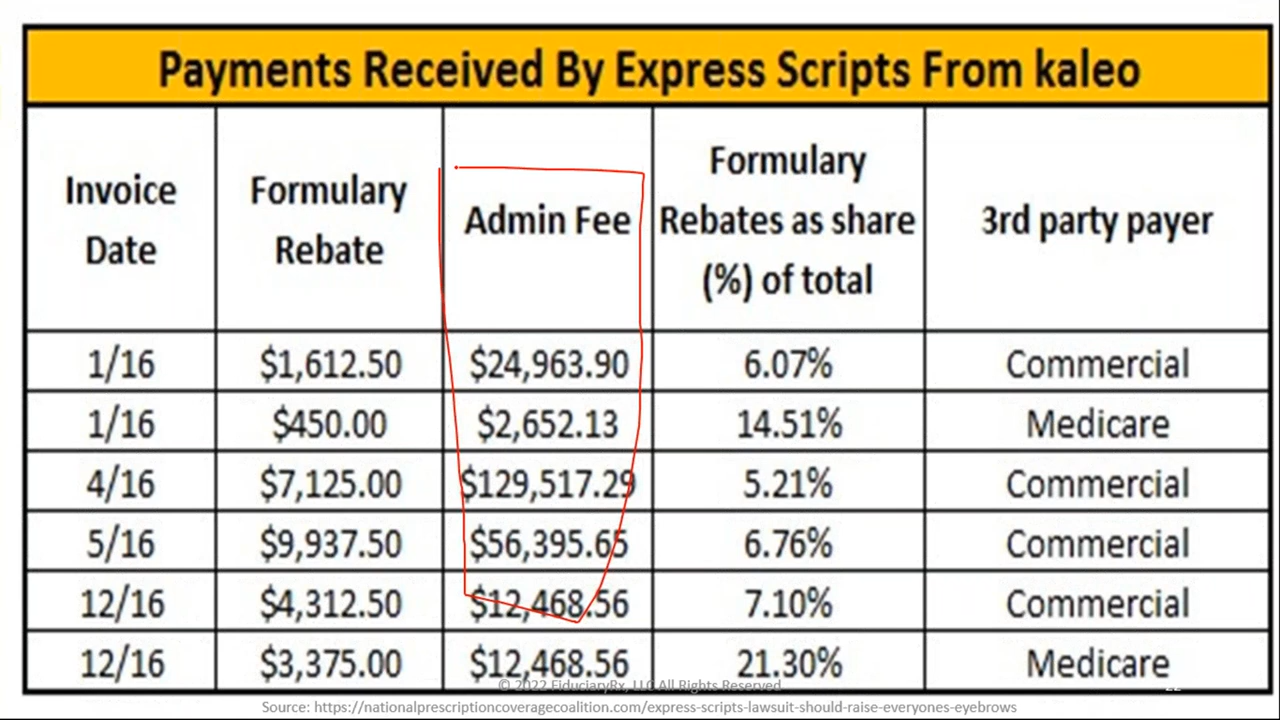 Payments Received By Express Scripts From kaleo
Invoice Date Formulary Rebate Admin Fee Formulary Rebates as share (%) of total 3rd party payer
1/16 $1,612.50 $24,963.90 6.07% Commercial
1/16 $450.00 $2,652.13 14.51% Medicare
4/16 $7,125.00 $129,517.29 5.21% Commercial
5/16 $9,937.50 $56,395.65 6.76% Commercial
12/16 $4,312.50 $12,468.56 7.10% Commercial
12/16 $3,375.00 $12,468.56 21.30% Medicare
© 2022 FiduciaryRx, LLC All Rights Reserved
Source: https://nationalprescriptioncoveragecoalition.com/express-scripts-lawsuit-should-raise-everyones-eyebrows